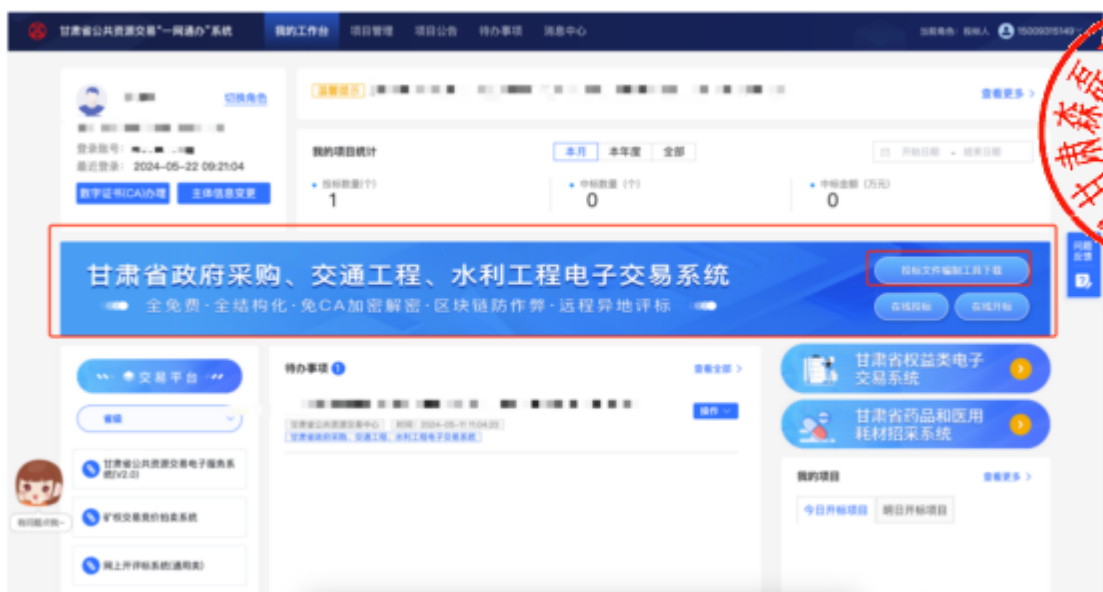 甘肃省公共资源交易“一网通办”系统
我的工作台 项目管理 项目公告 待办事项 消息中心
当前角色: 投标人
切换角色
登录账号:
最近登录: 2024-05-22 09:21:04
数字证书(CA)办理 主体信息变更
温馨提示
查看更多 >
我的项目统计
本月 本年度 全部
开始日期 - 结束日期
投标数量(个)
1
中标数量 (个)
0
中标金额 (万元)
0
甘肃省政府采购、交通工程、水利工程电子交易系统
全免费·全结构化·免CA加密解密·区块链防作弊·远程异地评标
投标文件编制工具下载
在线投标 在线开标
问题
反馈
交易平台
省级
甘肃省公共资源交易电子服务系
统(V2.0)
矿权交易竞价拍卖系统
网上开评标系统(通用类)
有问题点我~
待办事项 1
查看全部 >
操作
甘肃省公共资源交易中心 时间: 2024-05-11 11:04:20
甘肃省政府采购、交通工程、水利工程电子交易系统
甘肃省权益类电子
交易系统
甘肃省药品和医用
耗材招采系统
我的项目
查看更多 >
今日开标项目 明日开标项目
甘肃森